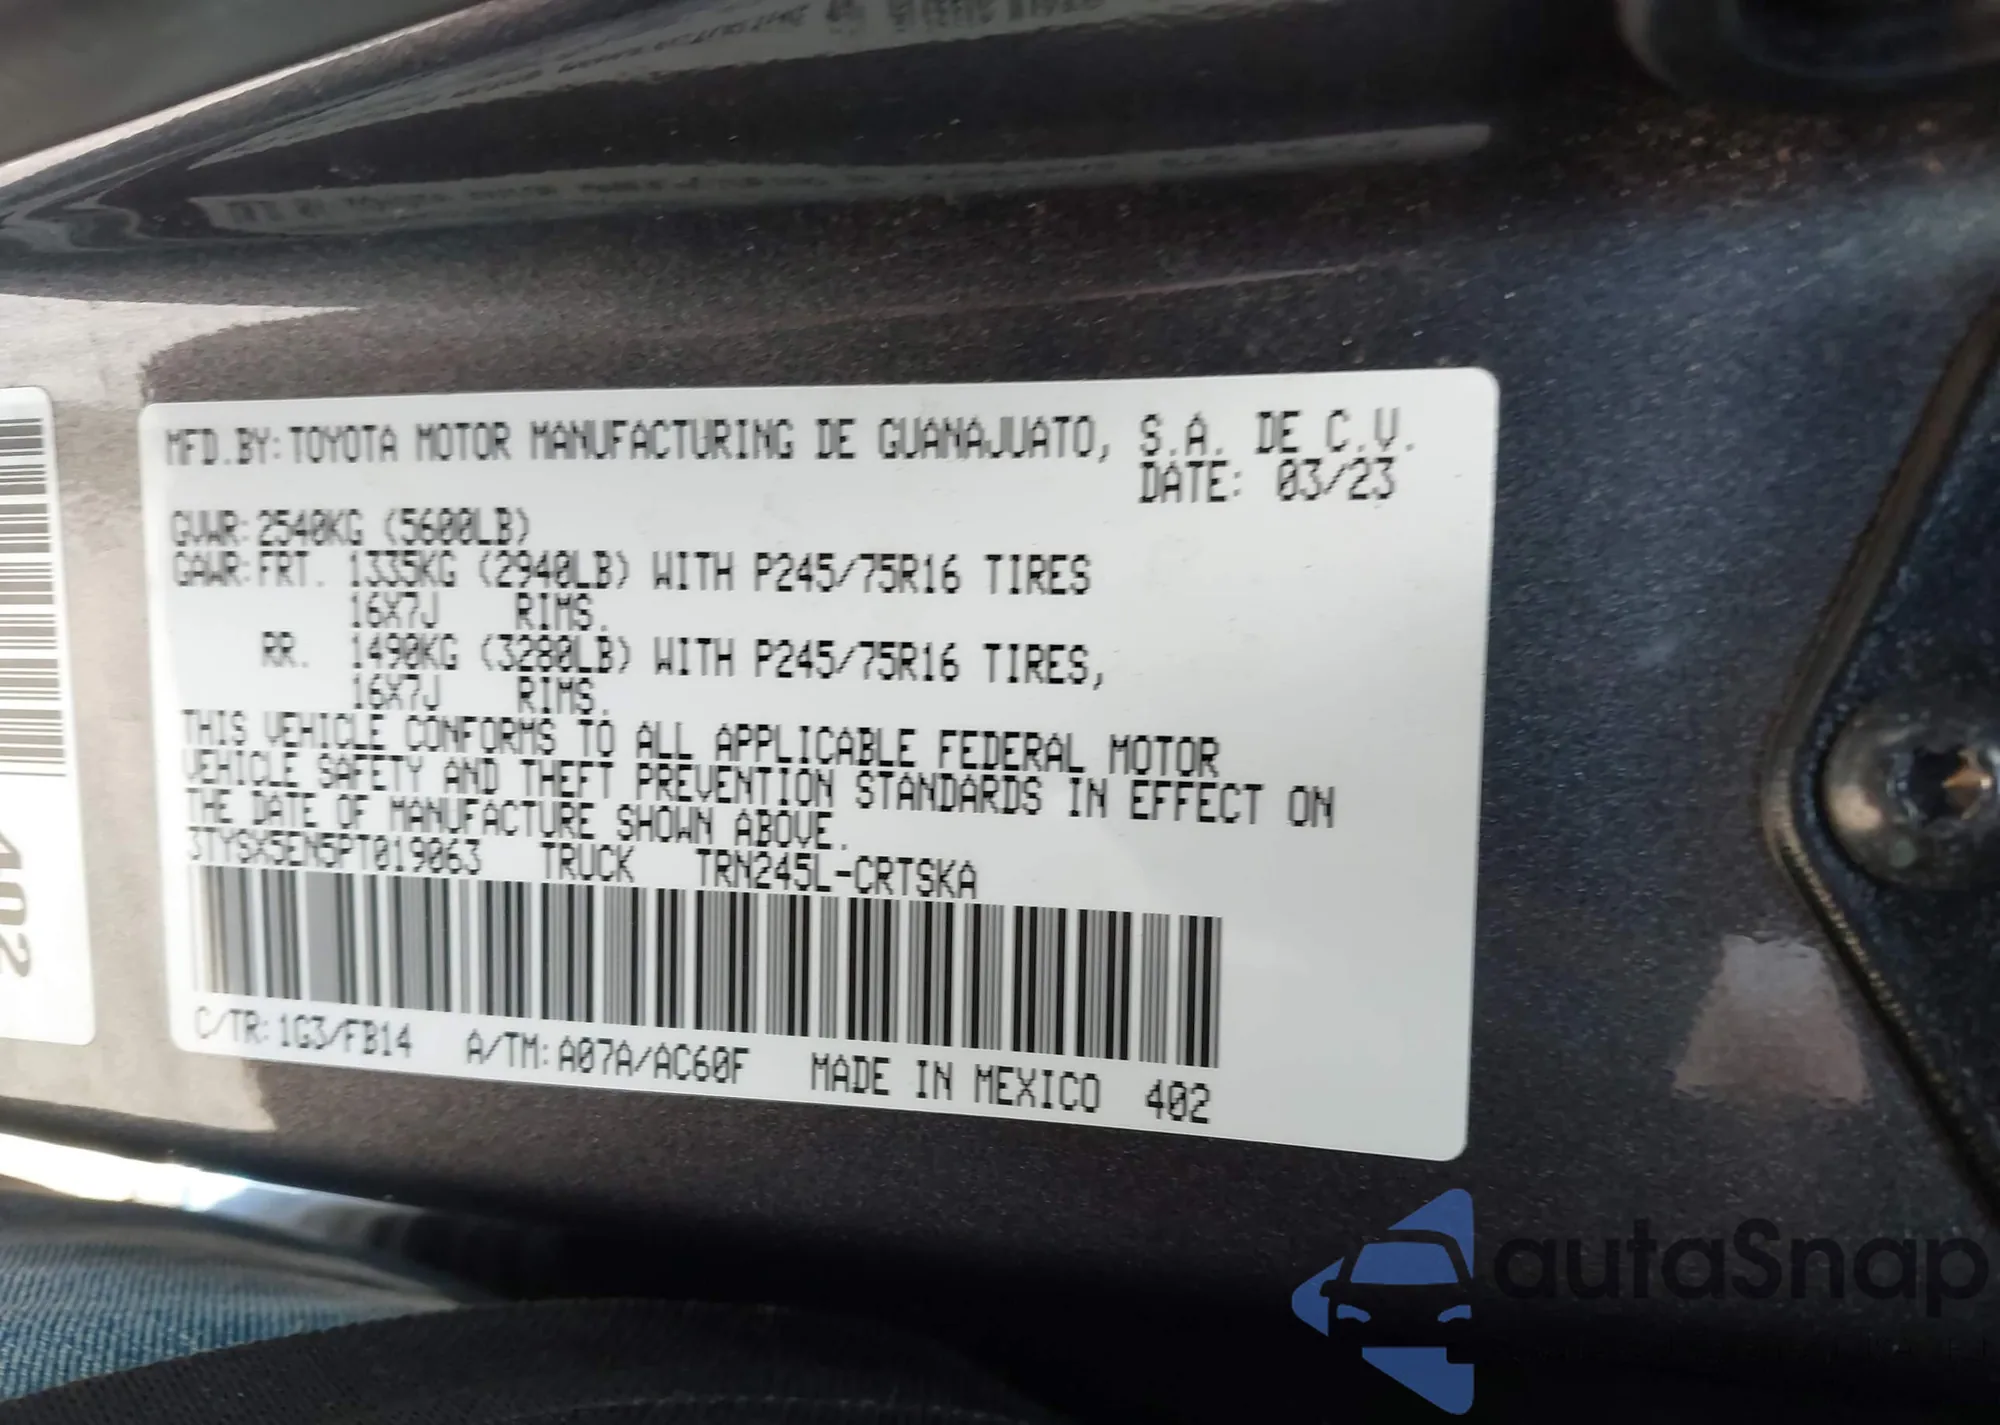 MFD.BY:TOYOTA MOTOR MANUFACTURING DE GUANAJUATO, S.A. DE C.V.
DATE: 03/23
GVWR:2540KG (5600LB)
GAWR:FRT. 1335KG (2940LB) WITH P245/75R16 TIRES
16X7J RIMS.
RR. 1490KG (3280LB) WITH P245/75R16 TIRES,
16X7J RIMS.
THIS VEHICLE CONFORMS TO ALL APPLICABLE FEDERAL MOTOR
VEHICLE SAFETY AND THEFT PREVENTION STANDARDS IN EFFECT ON
THE DATE OF MANUFACTURE SHOWN ABOVE.
3TYSX5EN5PT019063 TRUCK TRN245L-CRTSKA
C/TR:1G3/FB14 A/TM:A07A/AC60F MADE IN MEXICO 402
402
autaSnap